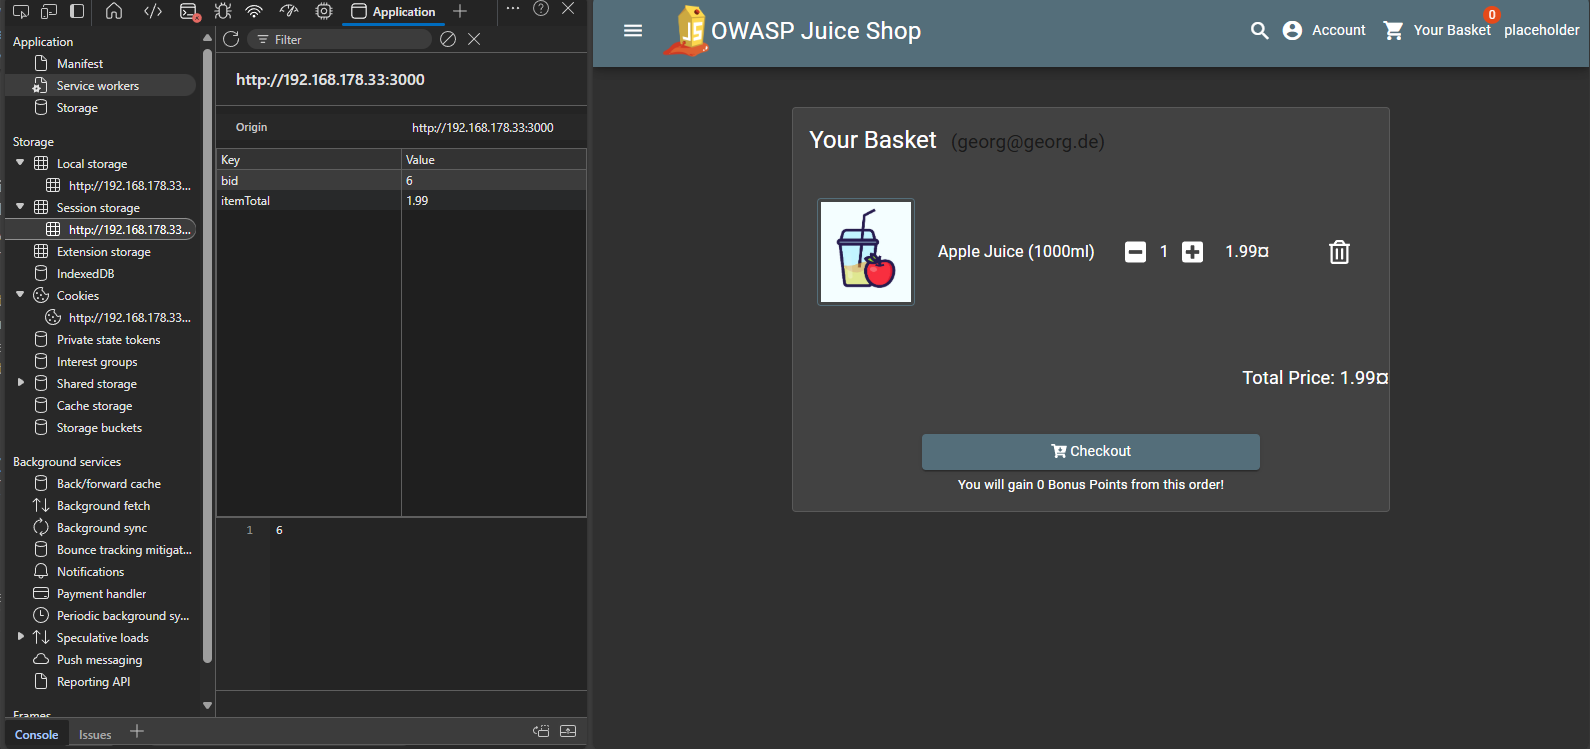 Application
Filter
Application
Manifest
Service workers
Storage
Storage
Local storage
http://192.168.178.33...
Session storage
http://192.168.178.33...
Extension storage
IndexedDB
Cookies
http://192.168.178.33...
Private state tokens
Interest groups
Shared storage
Cache storage
Storage buckets
Background services
Back/forward cache
Background fetch
Background sync
Bounce tracking mitigat...
Notifications
Payment handler
Periodic background sy...
Speculative loads
Push messaging
Reporting API
Frames
http://192.168.178.33:3000
Origin http://192.168.178.33:3000
Key Value
bid 6
itemTotal 1.99
1 6
Console Issues
OWASP Juice Shop
Account
0
Your Basket
placeholder
Your Basket (georg@georg.de)
Apple Juice (1000ml) 1 1.99¤
Total Price: 1.99¤
Checkout
You will gain 0 Bonus Points from this order!